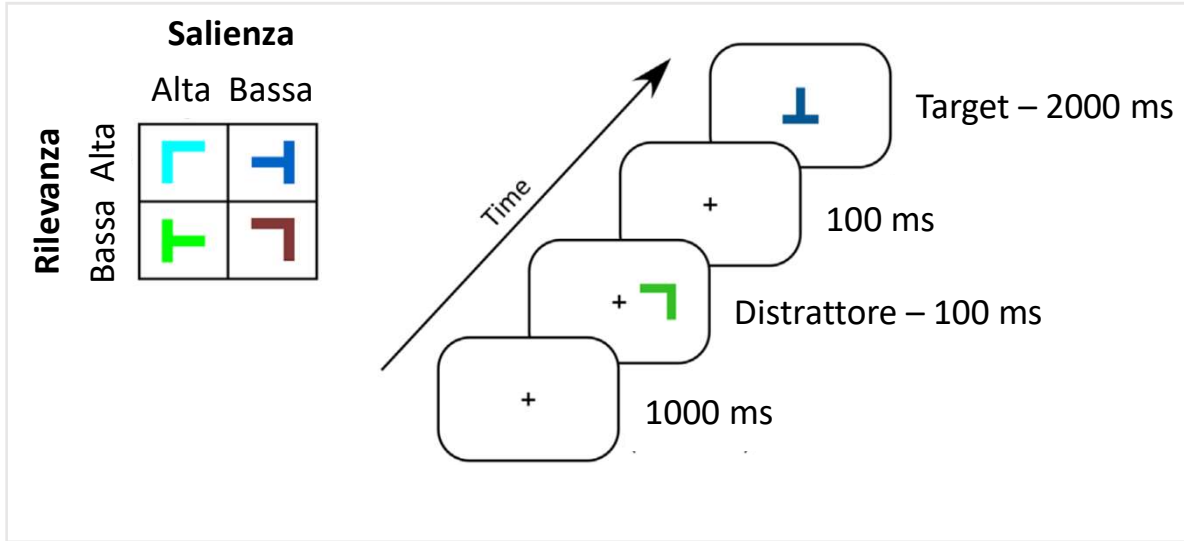 Salienza
Alta Bassa
Rilevanza
Alta
Bassa
Time
Target – 2000 ms
100 ms
Distrattore – 100 ms
1000 ms